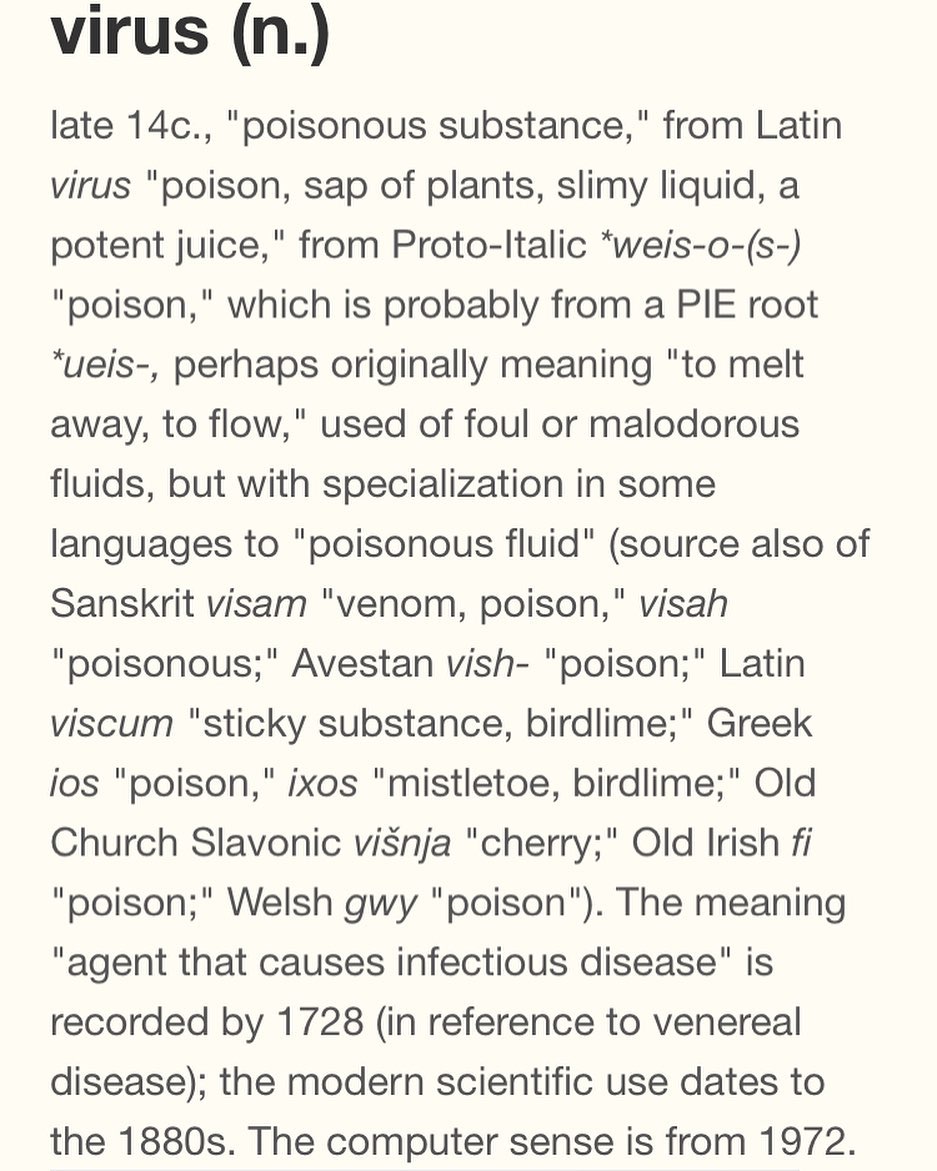 virus (n.)
late 14c., "poisonous substance," from Latin
virus "poison, sap of plants, slimy liquid, a
potent juice," from Proto-Italic *weis-o-(s-)
"poison," which is probably from a PIE root
*ueis-, perhaps originally meaning "to melt
away, to flow," used of foul or malodorous
fluids, but with specialization in some
languages to "poisonous fluid" (source also of
Sanskrit visam "venom, poison," visah
"poisonous;" Avestan vish- "poison;" Latin
viscum "sticky substance, birdlime;" Greek
ios "poison," ixos "mistletoe, birdlime;" Old
Church Slavonic višnja "cherry;" Old Irish fi
"poison;" Welsh gwy "poison"). The meaning
"agent that causes infectious disease" is
recorded by 1728 (in reference to venereal
disease); the modern scientific use dates to
the 1880s. The computer sense is from 1972.